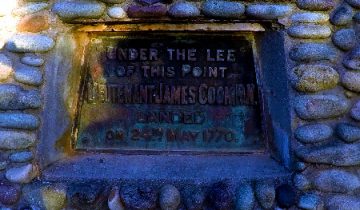 UNDER THE LEE
OF THIS POINT
LIEUTENANT JAMES COOK R.N.
LANDED
ON 24TH MAY 1770.